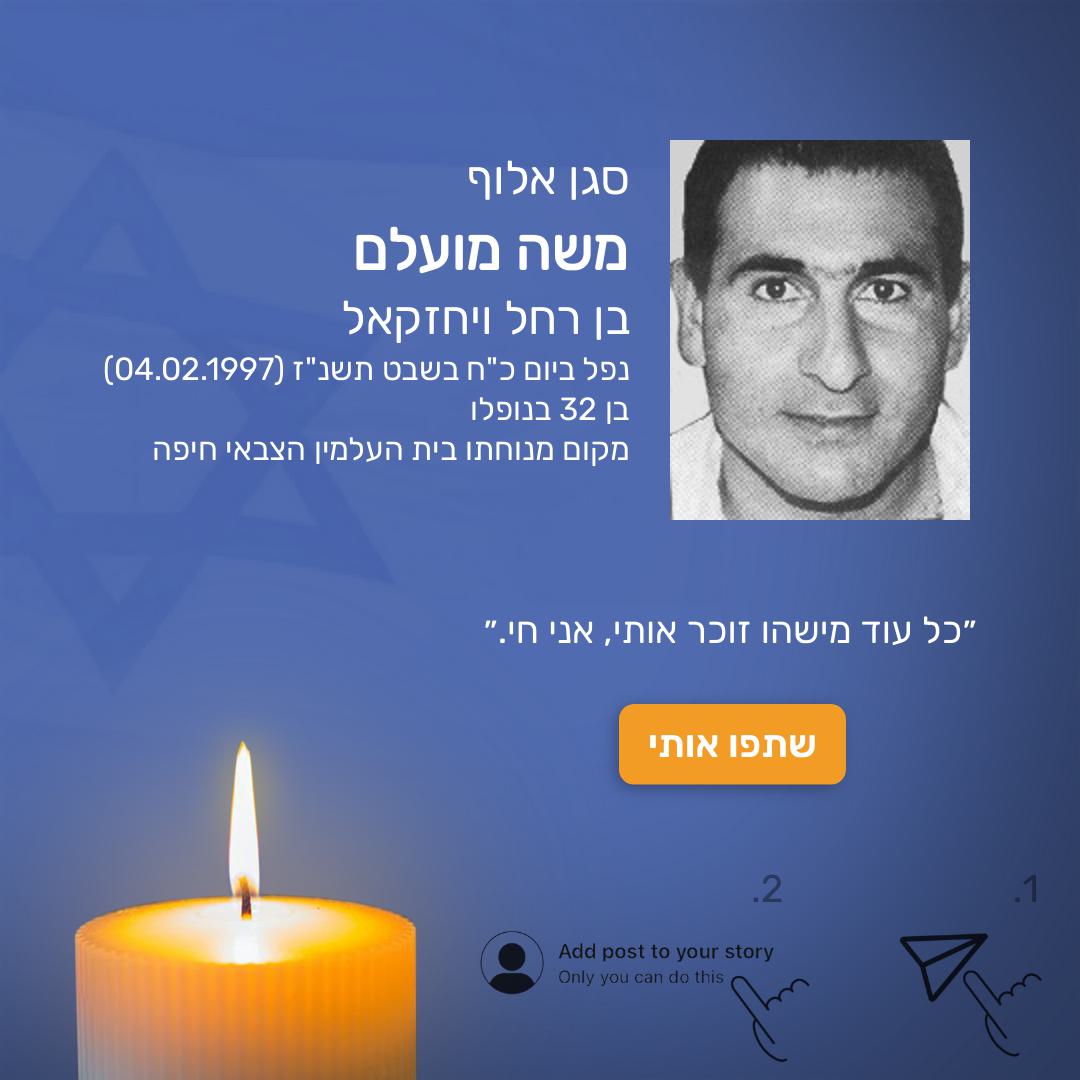 סגן אלוף
משה מועלם
בן רחל ויחזקאל
נפל ביום כ"ח בשבט תשנ"ז (04.02.1997)
בן 32 בנופלו
מקום מנוחתו בית העלמין הצבאי חיפה
״כל עוד מישהו זוכר אותי, אני חי.״
שתפו אותי
1.
2.
Add post to your story
Only you can do this